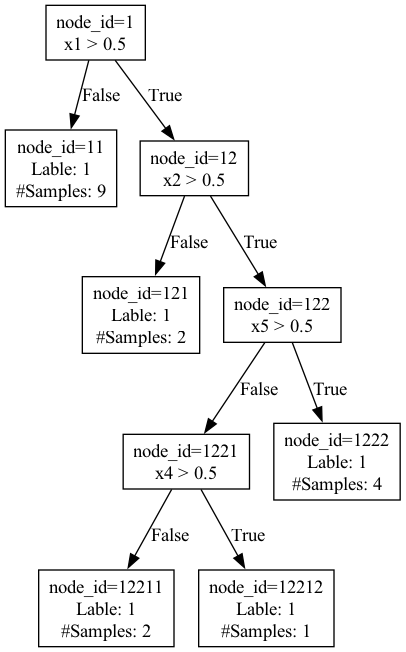 node_id=1
x1 > 0.5
False
True
node_id=11
Lable: 1
#Samples: 9
node_id=12
x2 > 0.5
False
True
node_id=121
Lable: 1
#Samples: 2
node_id=122
x5 > 0.5
False
True
node_id=1221
x4 > 0.5
node_id=1222
Lable: 1
#Samples: 4
False
True
node_id=12211
Lable: 1
#Samples: 2
node_id=12212
Lable: 1
#Samples: 1